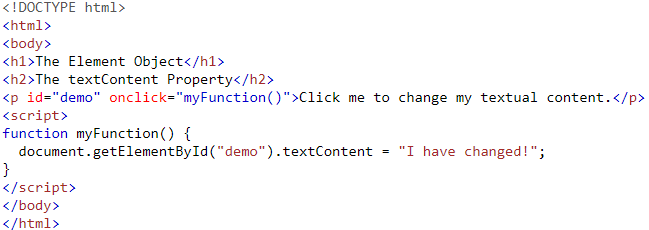 <!DOCTYPE html>
<html>
<body>
<h1>The Element Object</h1>
<h2>The textContent Property</h2>
<p id="demo" onclick="myFunction()">Click me to change my textual content.</p>
<script>
function myFunction() {
  document.getElementById("demo").textContent = "I have changed!";
}
</script>
</body>
</html>